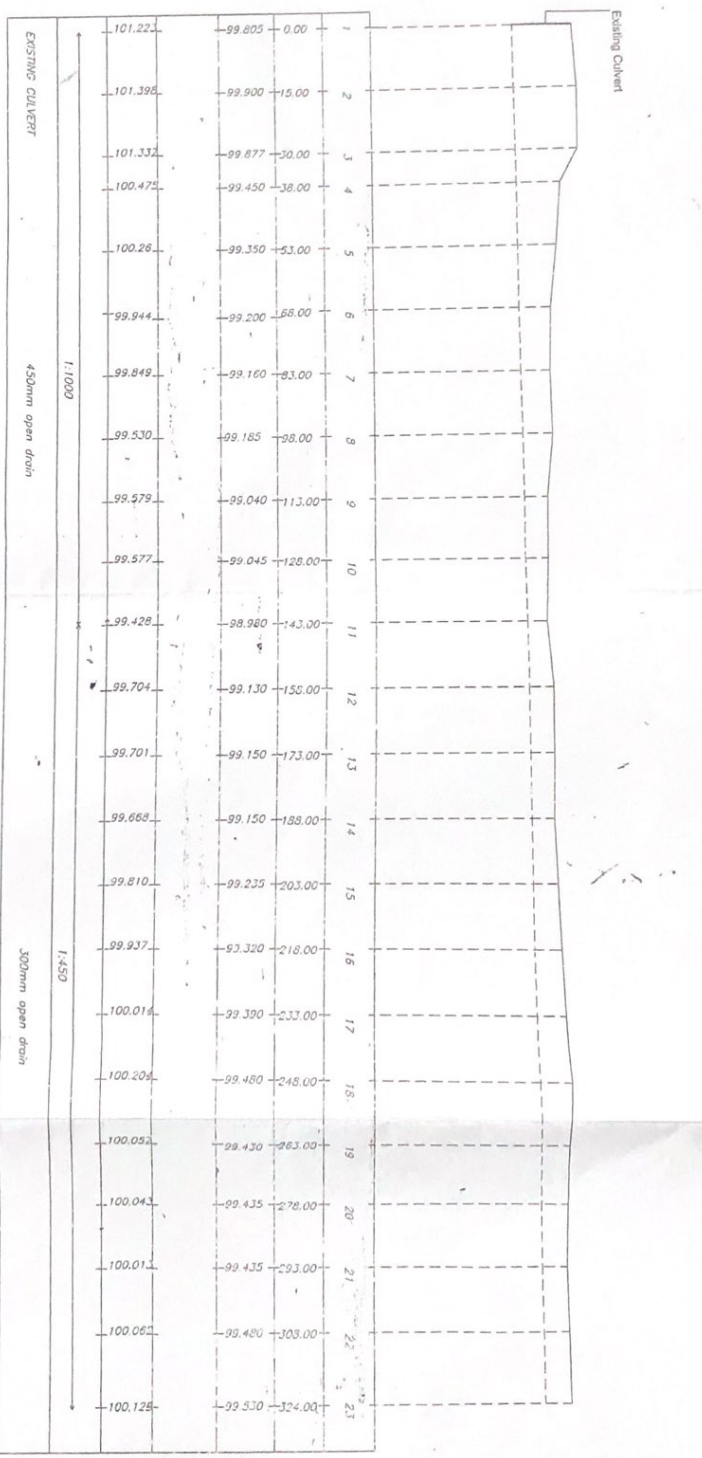 Existing Culvert
1 2 3 4 5 6 7 8 9 10 11 12 13 14 15 16 17 18 19 20 21 22 23
0.00 15.00 30.00 38.00 53.00 68.00 83.00 98.00 113.00 128.00 143.00 158.00 173.00 188.00 203.00 218.00 233.00 248.00 263.00 278.00 293.00 308.00 324.00
99.805 99.900 99.877 99.450 99.350 99.200 99.160 99.185 99.040 99.045 98.980 99.130 99.150 99.150 99.235 99.320 99.390 99.480 99.430 99.435 99.435 99.480 99.530
101.223 101.398 101.337 100.475 100.26 99.944 99.849 99.530 99.579 99.577 99.428 99.704 99.701 99.668 99.810 99.937 100.014 100.204 100.052 100.043 100.013 100.062 100.125
1:1000 1:450
EXISTING CULVERT 450mm open drain 300mm open drain